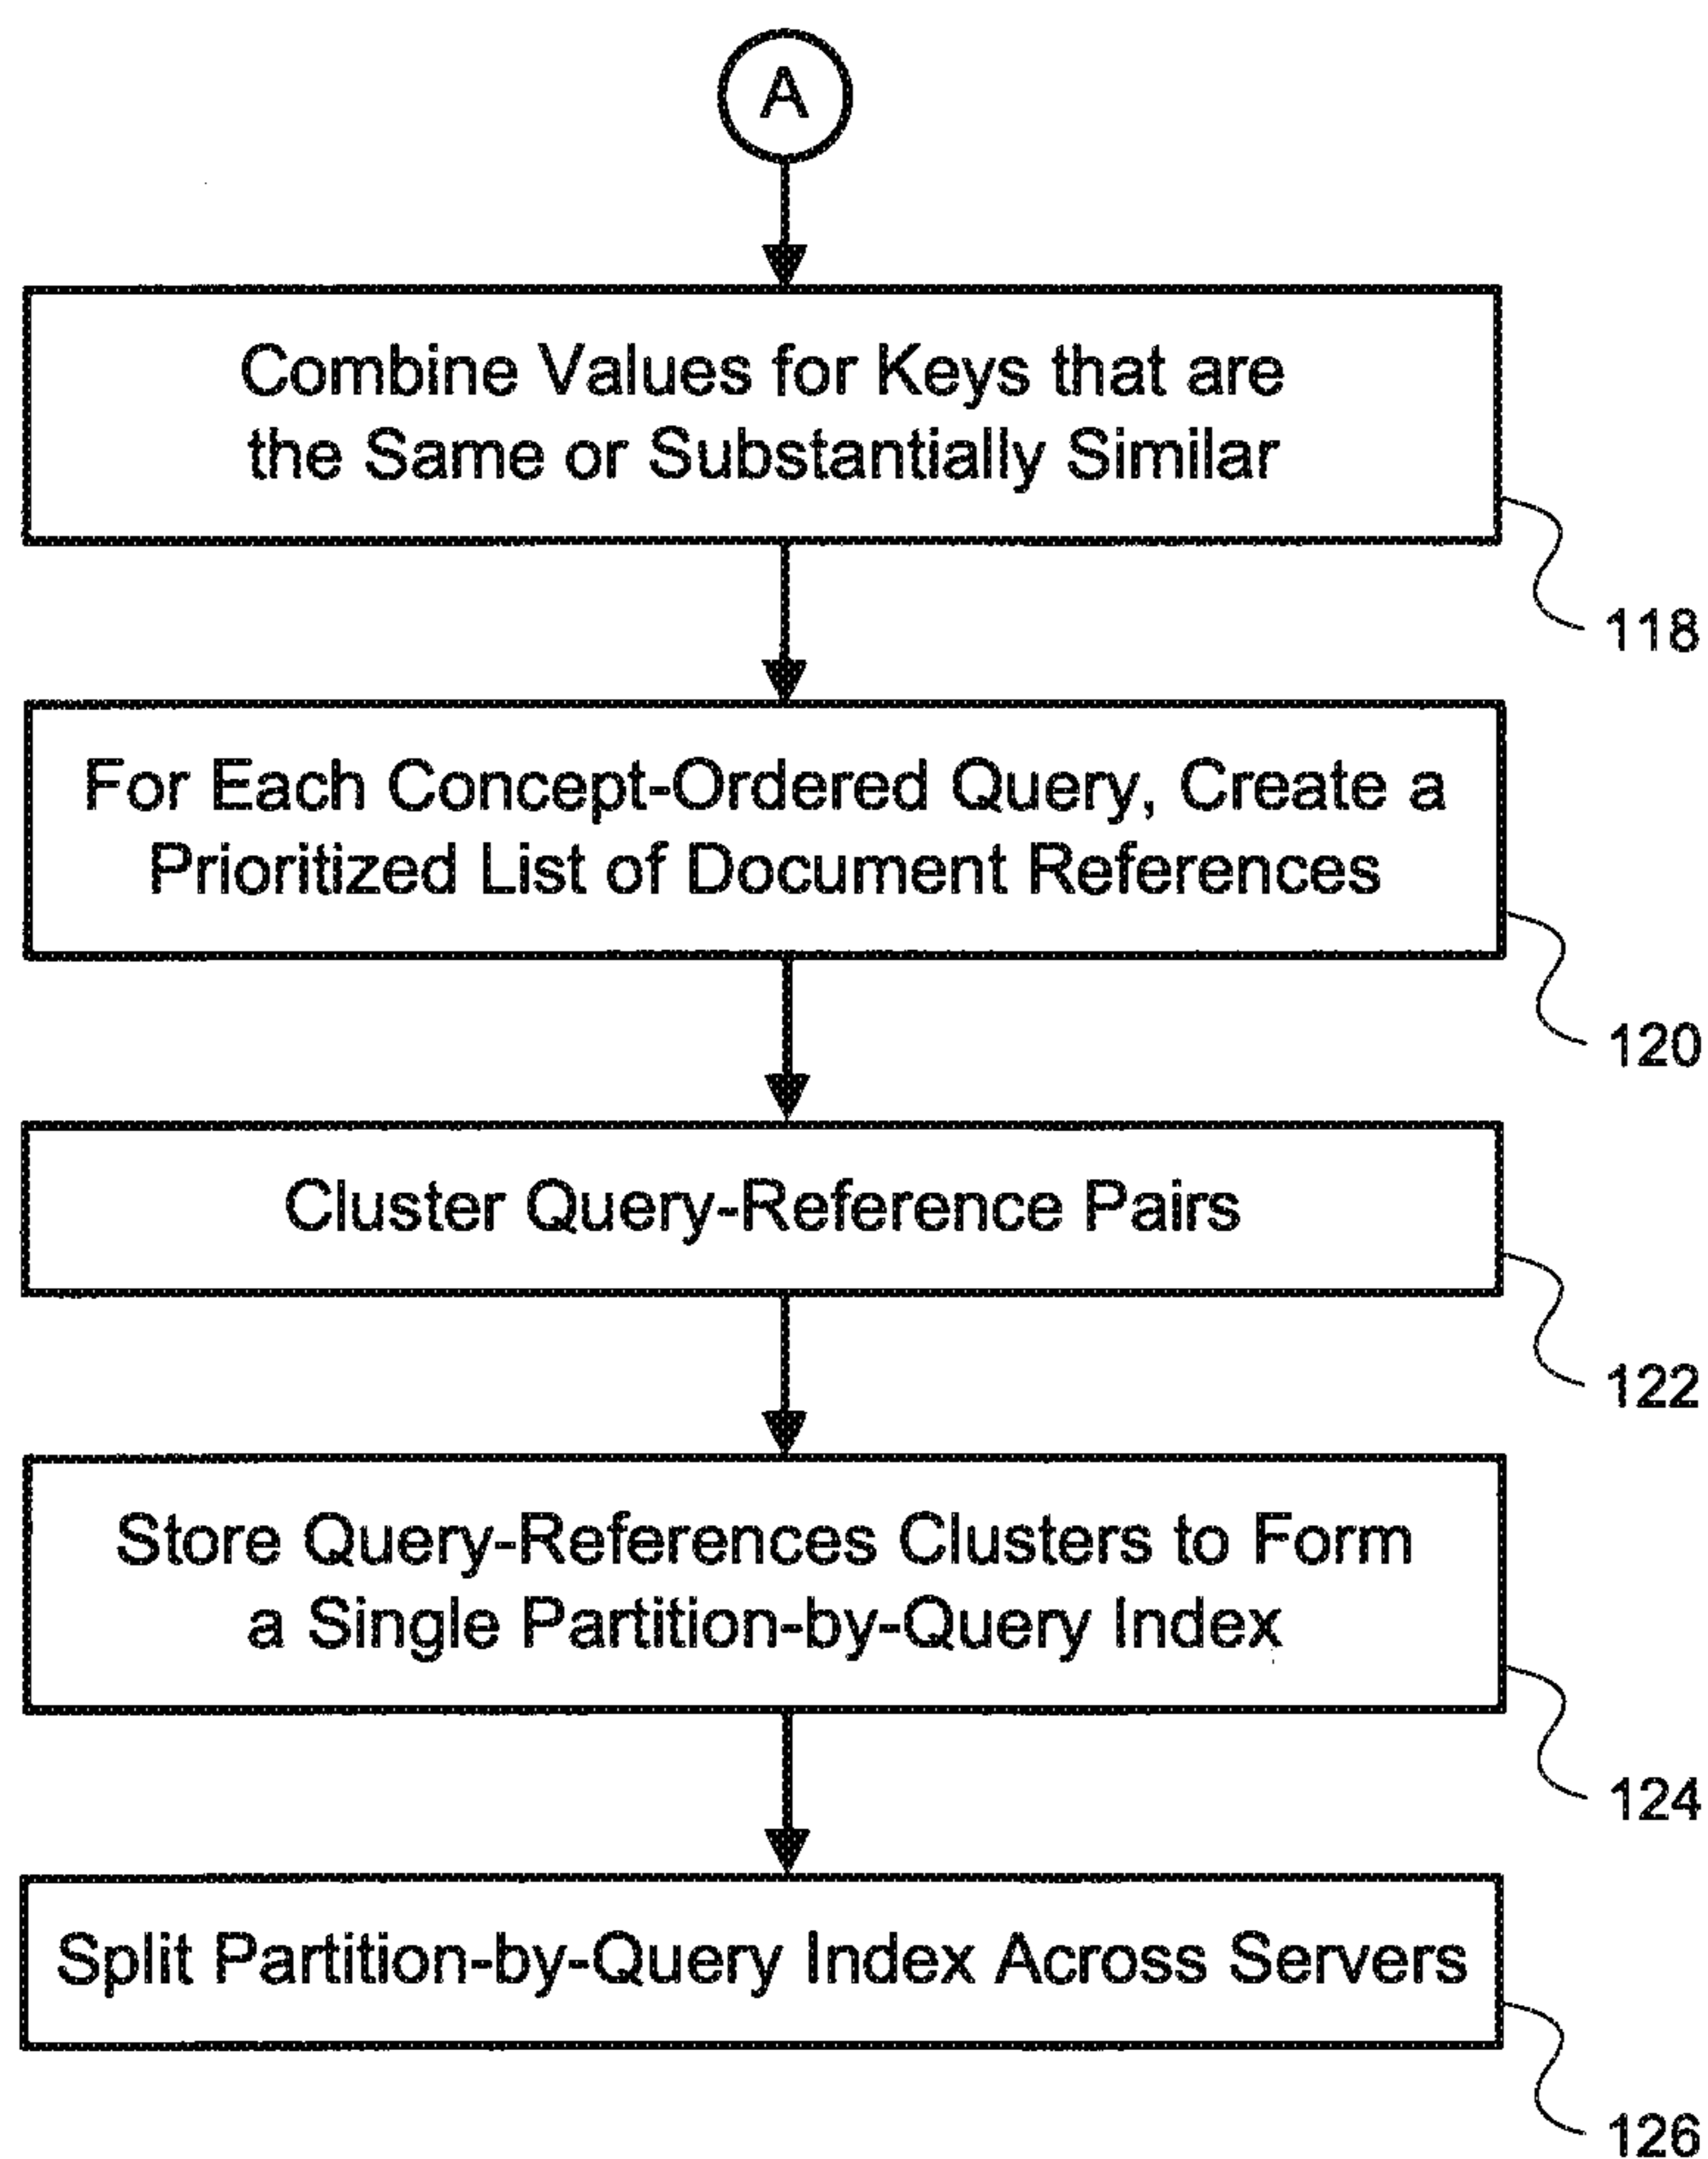 A
Combine Values for Keys that are
the Same or Substantially Similar
118
For Each Concept-Ordered Query, Create a
Prioritized List of Document References
120
Cluster Query-Reference Pairs
122
Store Query-References Clusters to Form
a Single Partition-by-Query Index
124
Split Partition-by-Query Index Across Servers
126